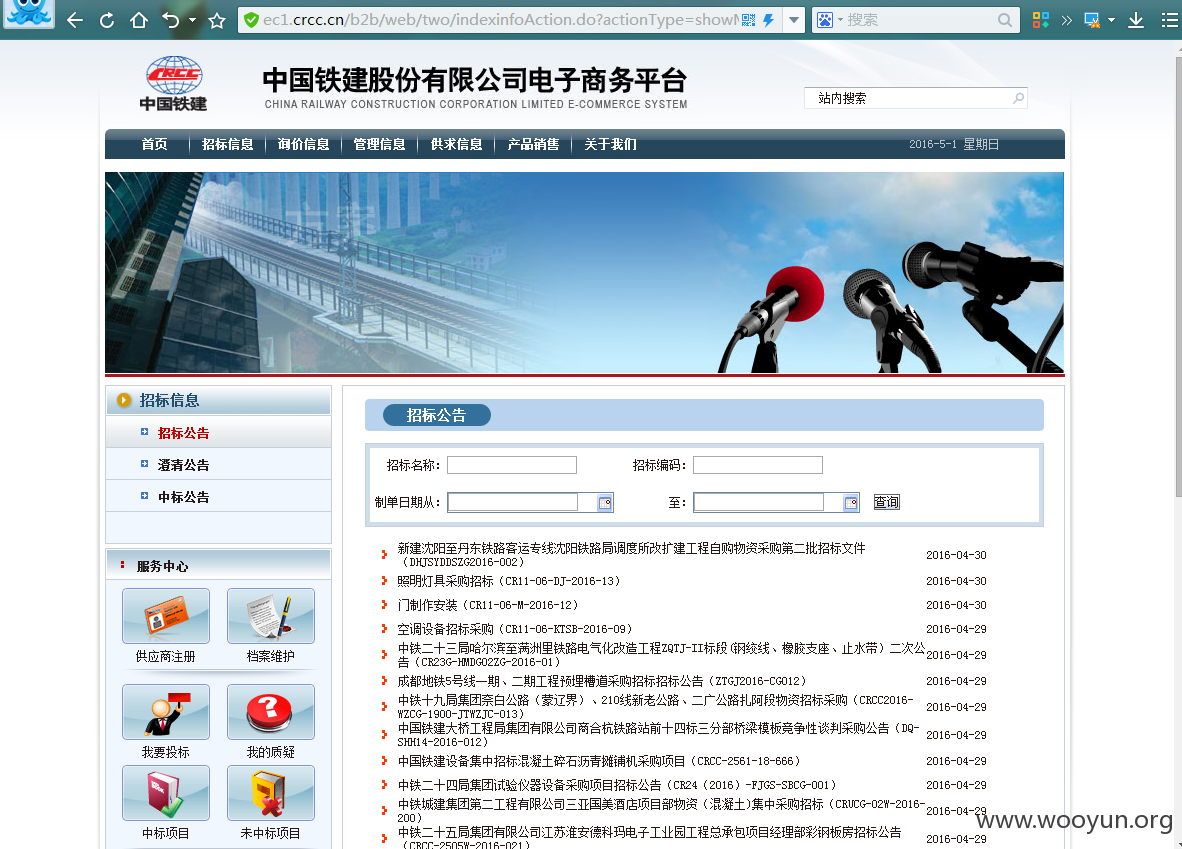 ec1.crcc.cn/b2b/web/two/indexinfoAction.do?actionType=show
搜索
CRCC
中国铁建
中国铁建股份有限公司电子商务平台
CHINA RAILWAY CONSTRUCTION CORPORATION LIMITED E-COMMERCE SYSTEM
站内搜索
首页 招标信息 询价信息 管理信息 供求信息 产品销售 关于我们 2016-5-1 星期日
招标信息
招标公告
澄清公告
中标公告
服务中心
供应商注册 档案维护
我要投标 我的质疑
中标项目 未中标项目
招标公告
招标名称： 招标编码：
制单日期从： 至： 查询
新建沈阳至丹东铁路客运专线沈阳铁路局调度所改扩建工程自购物资采购第二批招标文件
（DHJSYDDSZG2016-002） 2016-04-30
照明灯具采购招标（CR11-06-DJ-2016-13） 2016-04-30
门制作安装（CR11-06-M-2016-12） 2016-04-30
空调设备招标采购（CR11-06-KTSB-2016-09） 2016-04-29
中铁二十三局哈尔滨至满洲里铁路电气化改造工程ZQTJ-II标段(钢绞线、橡胶支座、止水带）二次公
告（CR23G-HMDG02ZG-2016-01） 2016-04-29
成都地铁5号线一期、二期工程预埋槽道采购招标招标公告（ZTGJ2016-CG012） 2016-04-29
中铁十九局集团奈白公路（蒙辽界）、210线新老公路、二广公路扎阿段物资招标采购（CRCC2016-
WZCG-1900-JTWZJC-013） 2016-04-29
中国铁建大桥工程局集团有限公司商合杭铁路站前十四标三分部桥梁模板竞争性谈判采购公告（DQ-
SHH14-2016-012） 2016-04-29
中国铁建设备集中招标混凝土碎石沥青摊铺机采购项目（CRCC-2561-18-666） 2016-04-29
中铁二十四局集团试验仪器设备采购项目招标公告（CR24（2016）-FJGS-SBCG-001） 2016-04-29
中铁城建集团第二工程有限公司三亚国美酒店项目部物资（混凝土)集中采购招标（CRUCG-02W-2016-
200） 2016-04-29
中铁二十五局集团有限公司江苏淮安德科玛电子工业园工程总承包项目经理部彩钢板房招标公告
（CRCC-2505W-2016-021） 2016-04-29
www.wooyun.org